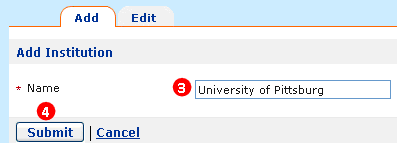 Add Edit
Add Institution
* Name 3 University of Pittsburg
4
Submit | Cancel